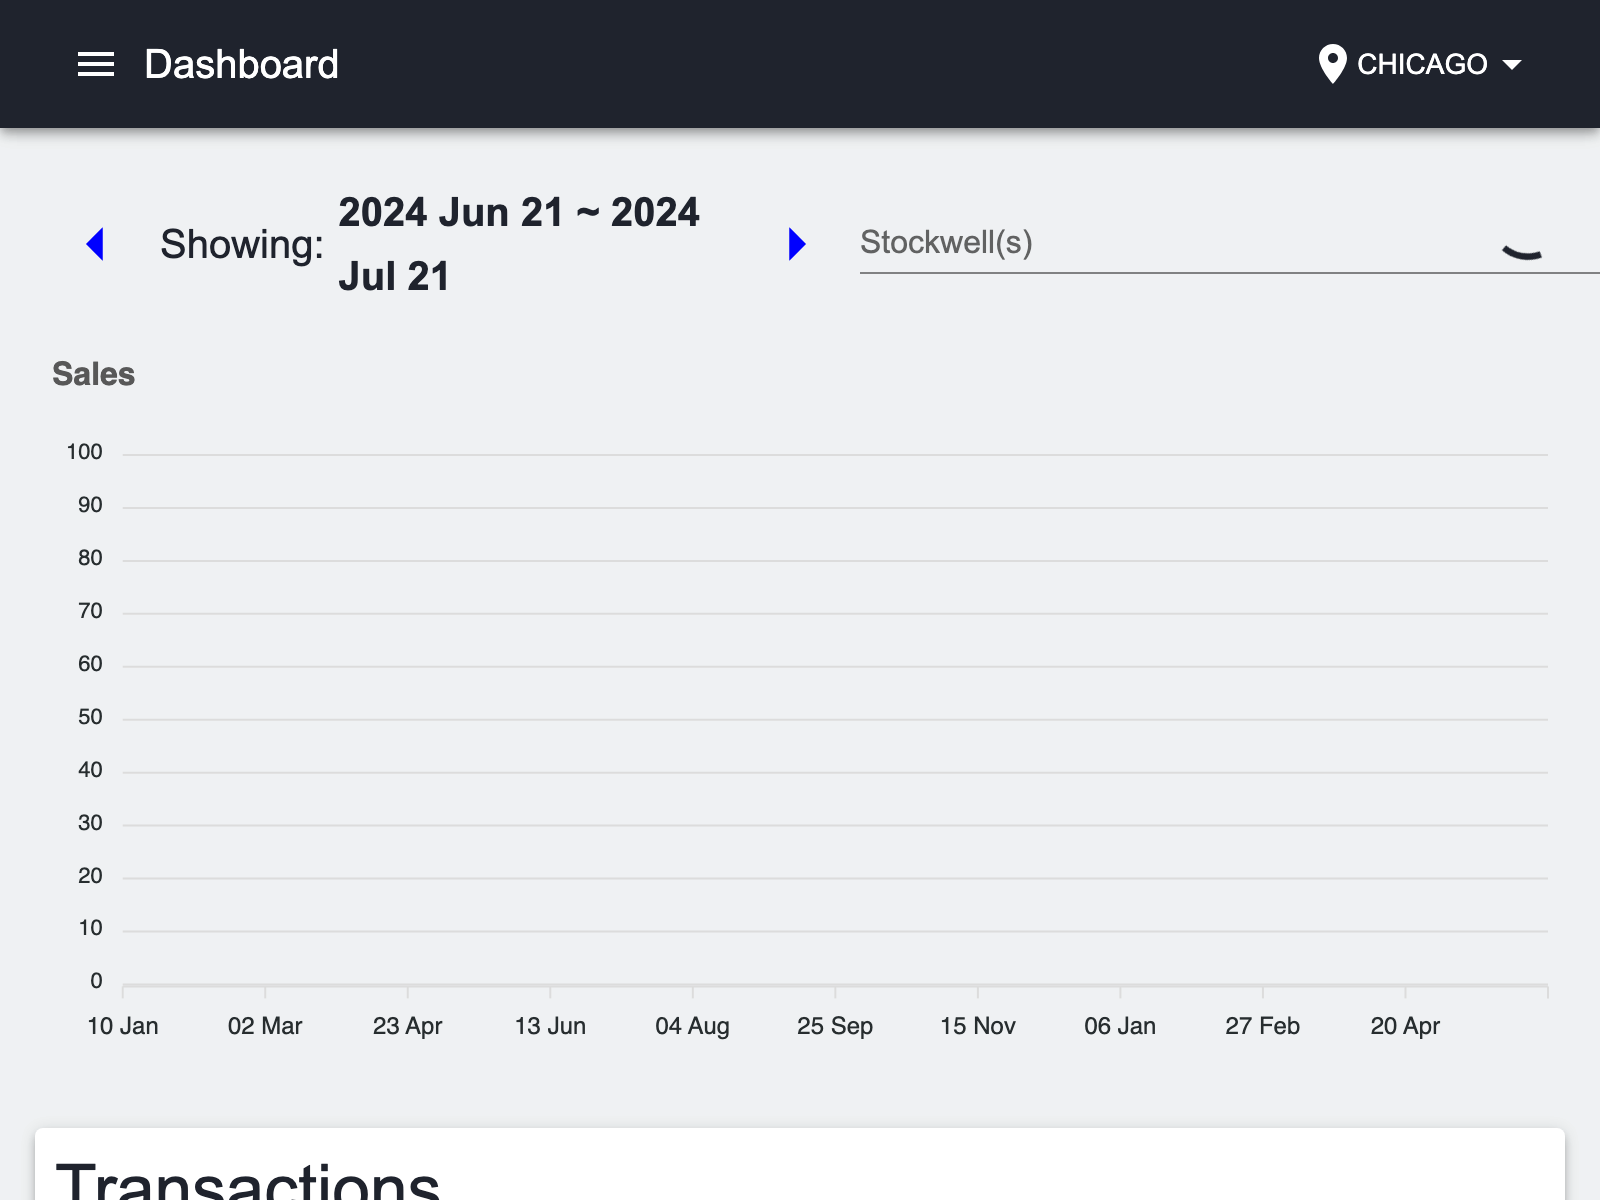 Dashboard
CHICAGO
Showing:
2024 Jun 21 ~ 2024
Jul 21
Stockwell(s)
Sales
100
90
80
70
60
50
40
30
20
10
0
10 Jan 02 Mar 23 Apr 13 Jun 04 Aug 25 Sep 15 Nov 06 Jan 27 Feb 20 Apr
Transactions